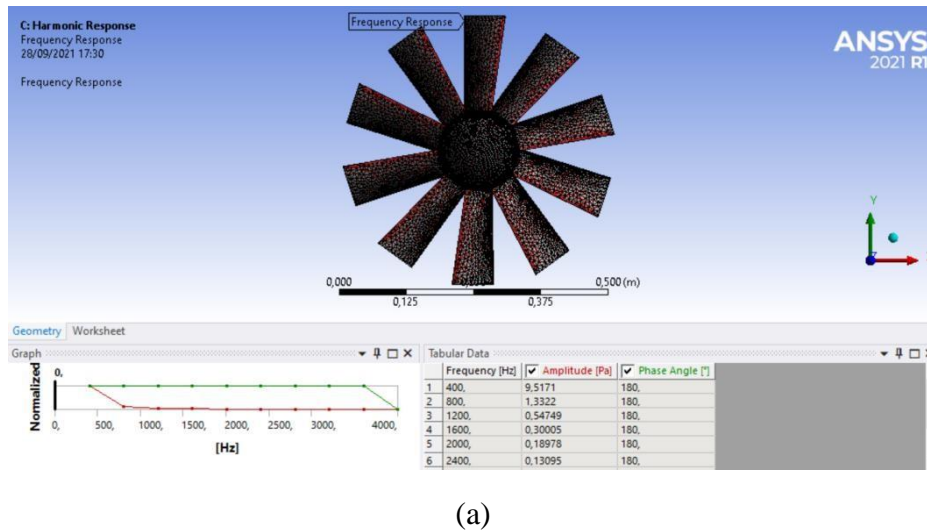 C: Harmonic Response
Frequency Response
28/09/2021 17:30
Frequency Response
Frequency Response
ANSYS
2021 R1
Y
0,000
0,500 (m)
0,125
0,375
Geometry Worksheet
Graph
Tabular Data
Frequency [Hz] Amplitude [Pa] Phase Angle [°]
1 400, 9,5171 180,
2 800, 1,3322 180,
3 1200, 0,54749 180,
4 1600, 0,30005 180,
5 2000, 0,18978 180,
6 2400, 0,13095 180,
Normalized
0,
0, 500, 1000, 1500, 2000, 2500, 3000, 4000,
[Hz]
(a)